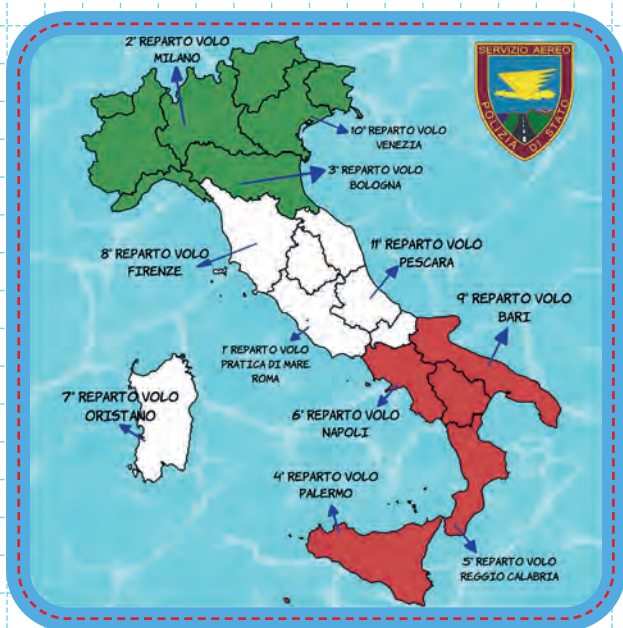 2° REPARTO VOLO
MILANO
SERVIZIO AEREO
POLIZIA DI STATO
10° REPARTO VOLO
VENEZIA
3° REPARTO VOLO
BOLOGNA
8° REPARTO VOLO
FIRENZE
11° REPARTO VOLO
PESCARA
9° REPARTO VOLO
BARI
1° REPARTO VOLO
PRATICA DI MARE
ROMA
7° REPARTO VOLO
ORISTANO
6° REPARTO VOLO
NAPOLI
4° REPARTO VOLO
PALERMO
5° REPARTO VOLO
REGGIO CALABRIA